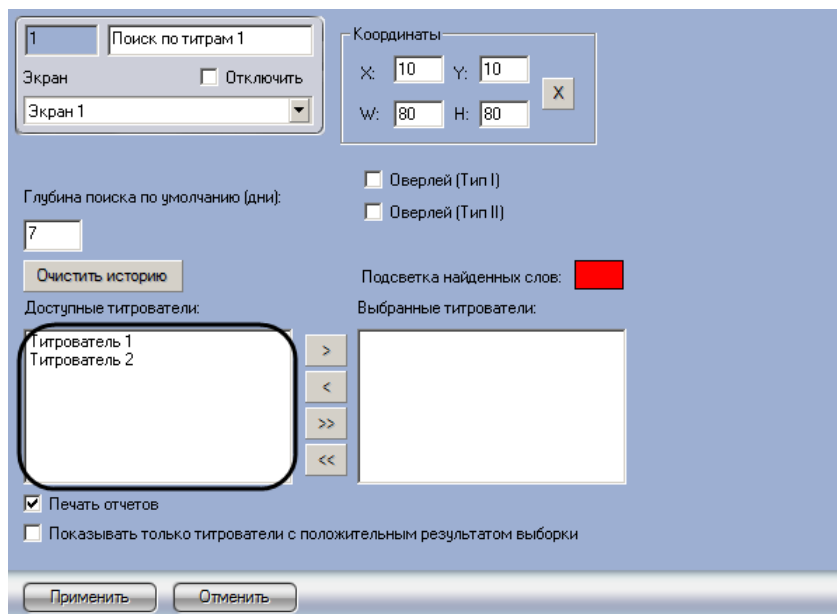 1
Поиск по титрам 1
Экран
Отключить
Экран 1
Координаты
X: 10 Y: 10
X
W: 80 H: 80
Оверлей (Тип I)
Оверлей (Тип II)
Глубина поиска по умолчанию (дни):
7
Очистить историю
Подсветка найденных слов:
Доступные титрователи:
Выбранные титрователи:
Титрователь 1
Титрователь 2
>
<
>>
<<
Печать отчетов
Показывать только титрователи с положительным результатом выборки
Применить
Отменить